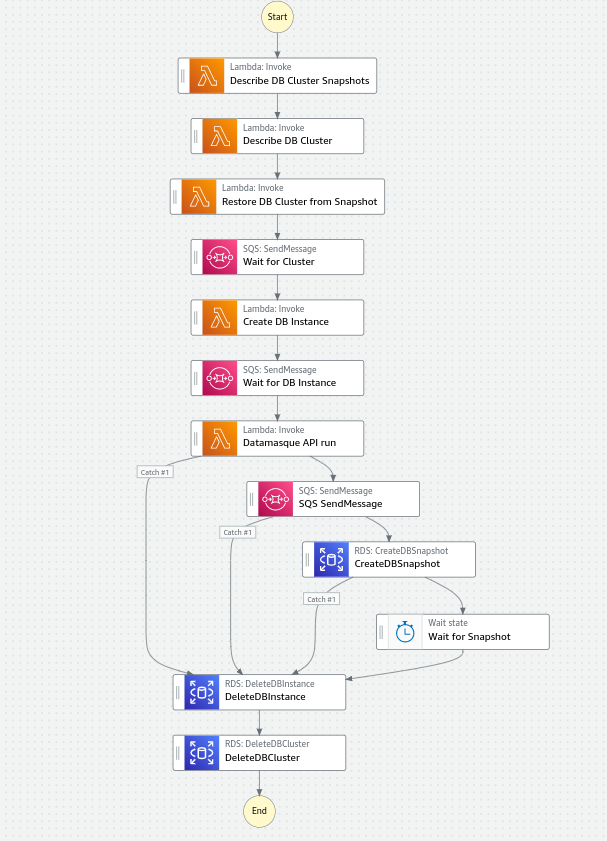 Start
Lambda: Invoke
Describe DB Cluster Snapshots
Lambda: Invoke
Describe DB Cluster
Lambda: Invoke
Restore DB Cluster from Snapshot
SQS: SendMessage
Wait for Cluster
Lambda: Invoke
Create DB Instance
SQS: SendMessage
Wait for DB Instance
Lambda: Invoke
Datamasque API run
Catch #1
SQS: SendMessage
SQS SendMessage
Catch #1
RDS: CreateDBSnapshot
CreateDBSnapshot
Catch #1
Wait state
Wait for Snapshot
RDS: DeleteDBInstance
DeleteDBInstance
RDS: DeleteDBCluster
DeleteDBCluster
End